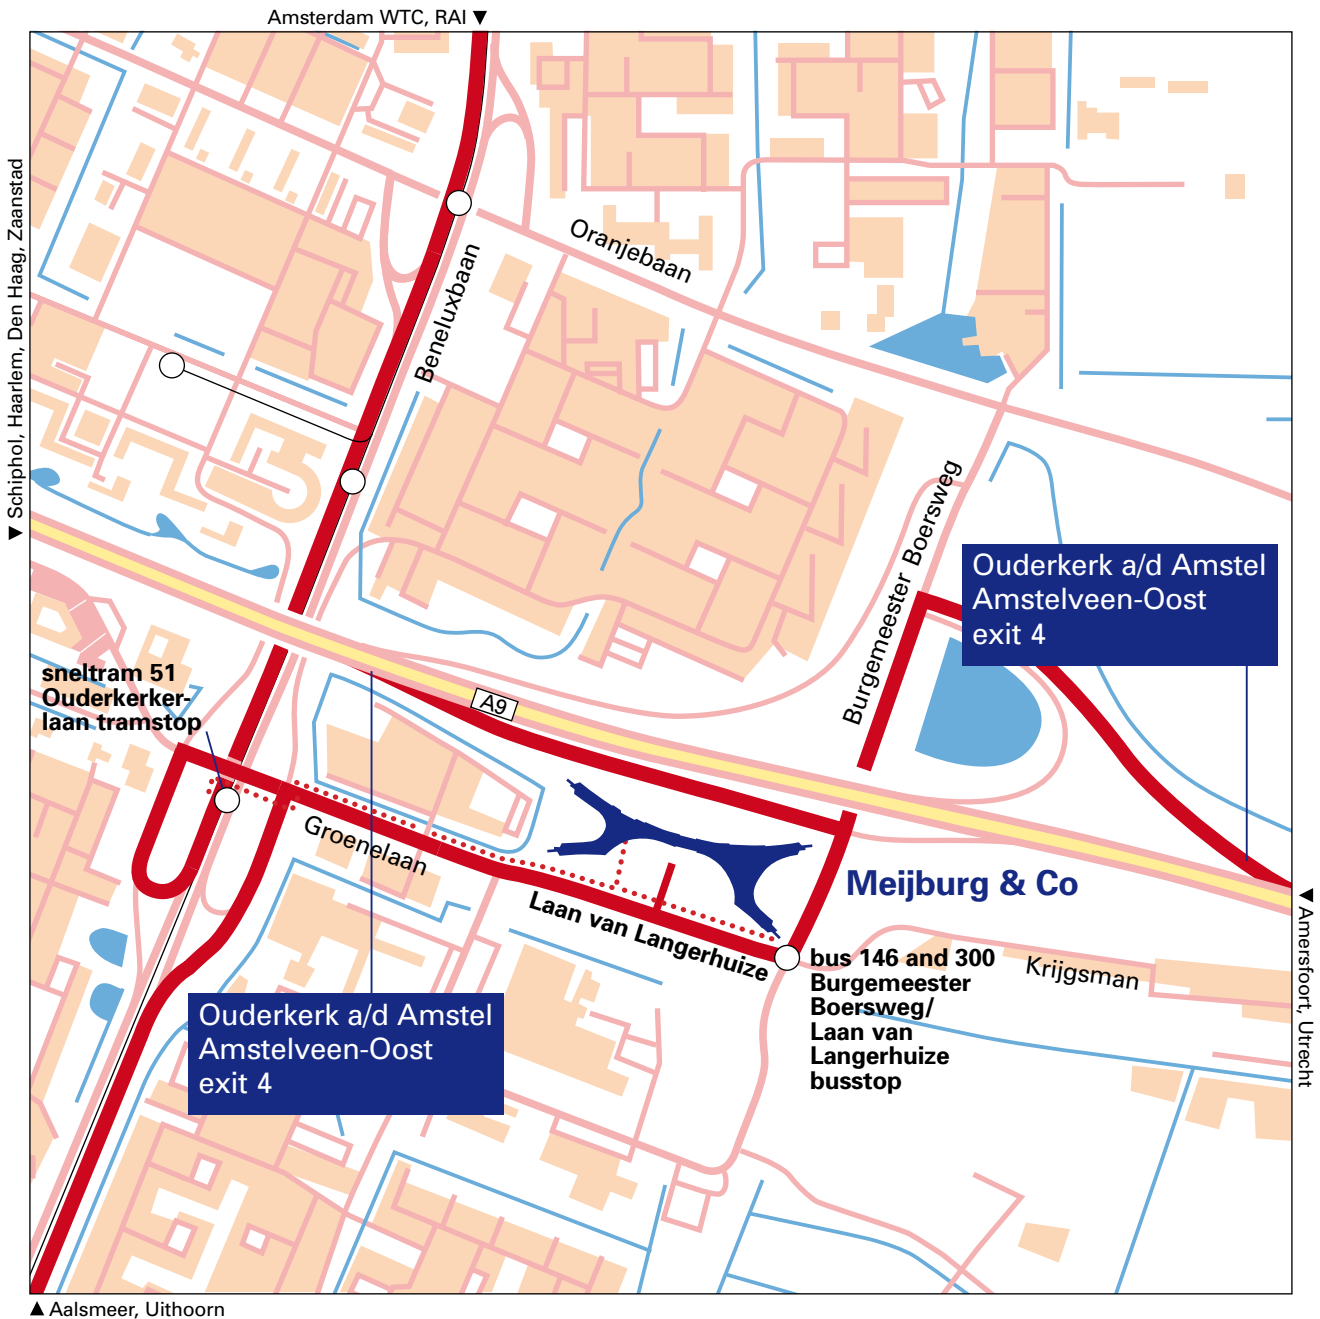 Amsterdam WTC, RAI ▼
▼ Schiphol, Haarlem, Den Haag, Zaanstad
Oranjebaan
Beneluxbaan
Burgemeester Boersweg
Ouderkerk a/d Amstel
Amstelveen-Oost
exit 4
sneltram 51
Ouderkerker-
laan tramstop
A9
Groenelaan
Laan van Langerhuize
Meijburg & Co
bus 146 and 300
Burgemeester
Boersweg/
Laan van
Langerhuize
busstop
Krijgsman
▼ Amersfoort, Utrecht
Ouderkerk a/d Amstel
Amstelveen-Oost
exit 4
▲ Aalsmeer, Uithoorn